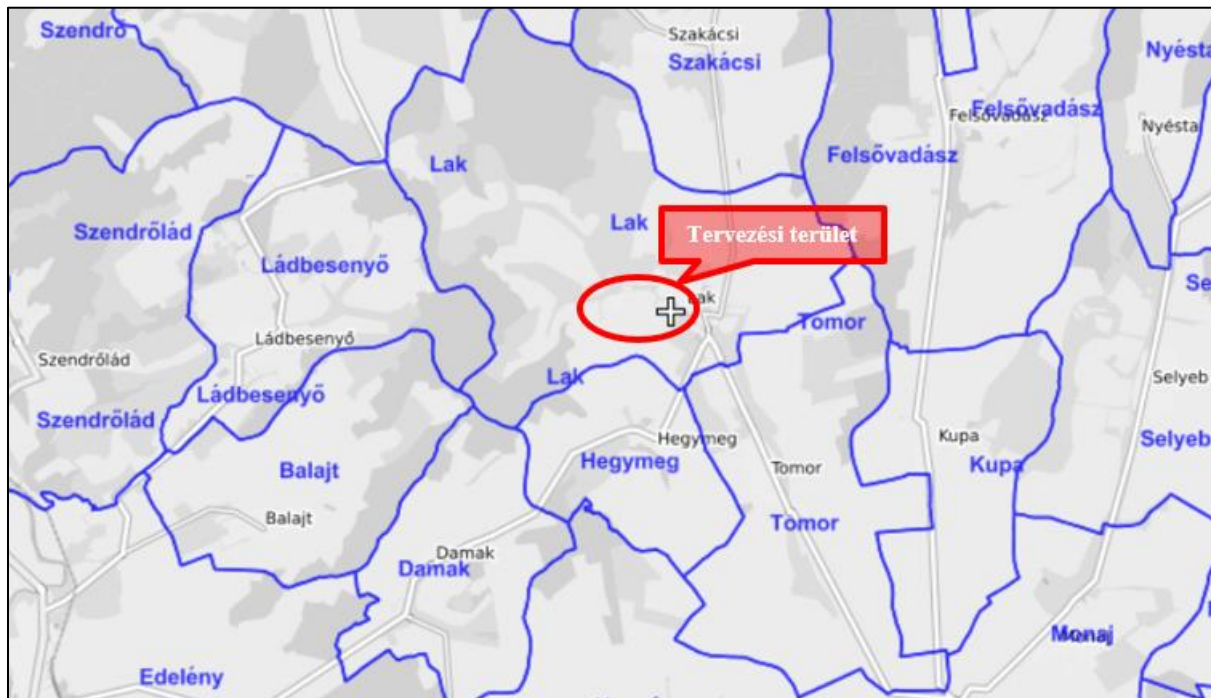 Szendrő
Szakácsi
Szakácsi
Nyésta
Felsővadász
Felsővadász
Nyésta
Felsővadász
Lak
Lak
Tervezési terület
Szendrőlád
Ládbesenyő
Lak
Tomor
Ládbesenyő
Szendrőlád
Lak
Selyeb
Ládbesenyő
Szendrőlád
Hegymeg
Kupa
Selyeb
Hegymeg
Kupa
Balajt
Tomor
Balajt
Tomor
Damak
Damak
Monaj
Edelény